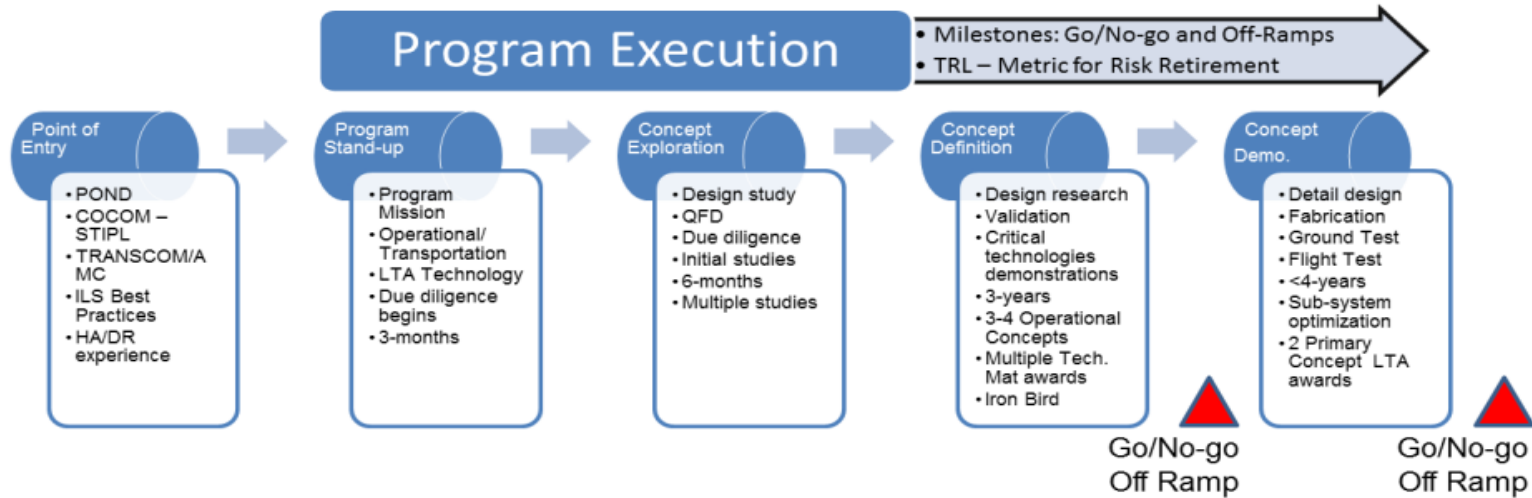 Program Execution
• Milestones: Go/No-go and Off-Ramps
• TRL – Metric for Risk Retirement
Point of
Entry
• POND
• COCOM –
STIPL
• TRANSCOM/A
MC
• ILS Best
Practices
• HA/DR
experience
Program
Stand-up
• Program
Mission
• Operational/
Transportation
• LTA Technology
• Due diligence
begins
• 3-months
Concept
Exploration
• Design study
• QFD
• Due diligence
• Initial studies
• 6-months
• Multiple studies
Concept
Definition
• Design research
• Validation
• Critical
technologies
demonstrations
• 3-years
• 3-4 Operational
Concepts
• Multiple Tech.
Mat awards
• Iron Bird
Go/No-go
Off Ramp
Concept
Demo.
• Detail design
• Fabrication
• Ground Test
• Flight Test
• <4-years
• Sub-system
optimization
• 2 Primary
Concept LTA
awards
Go/No-go
Off Ramp